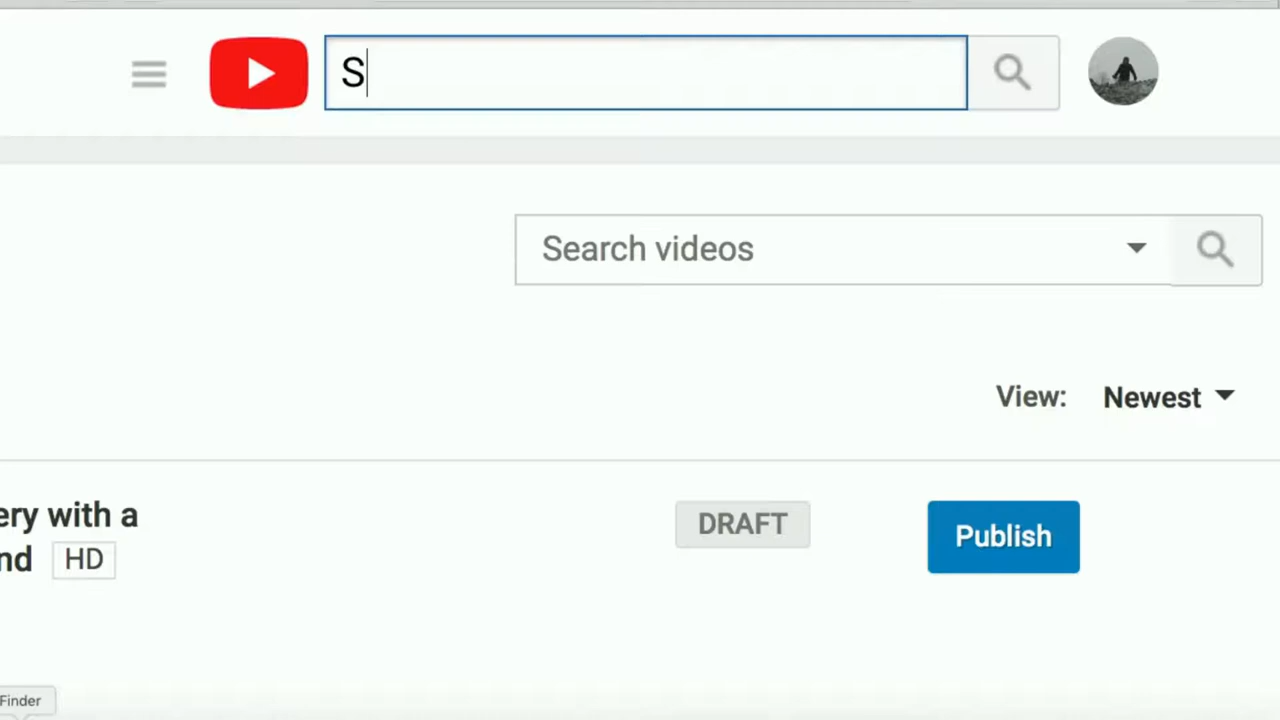 S
Search videos
View: Newest
ery with a
DRAFT
Publish
nd HD
Finder